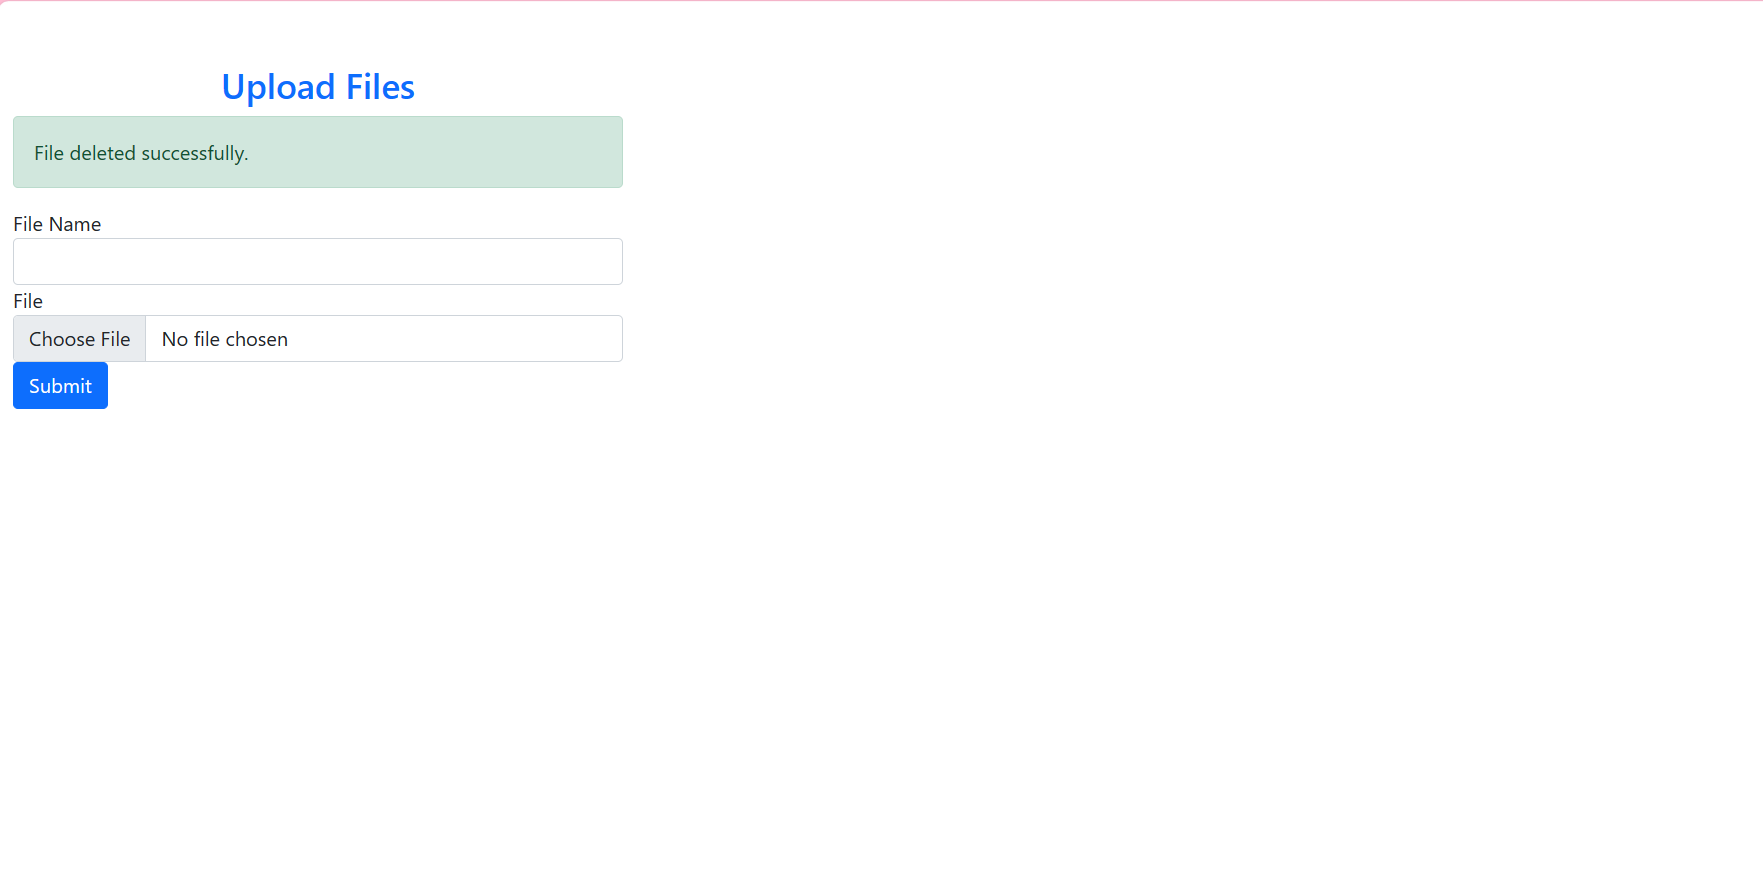 Upload Files
File deleted successfully.
File Name
File
Choose File No file chosen
Submit